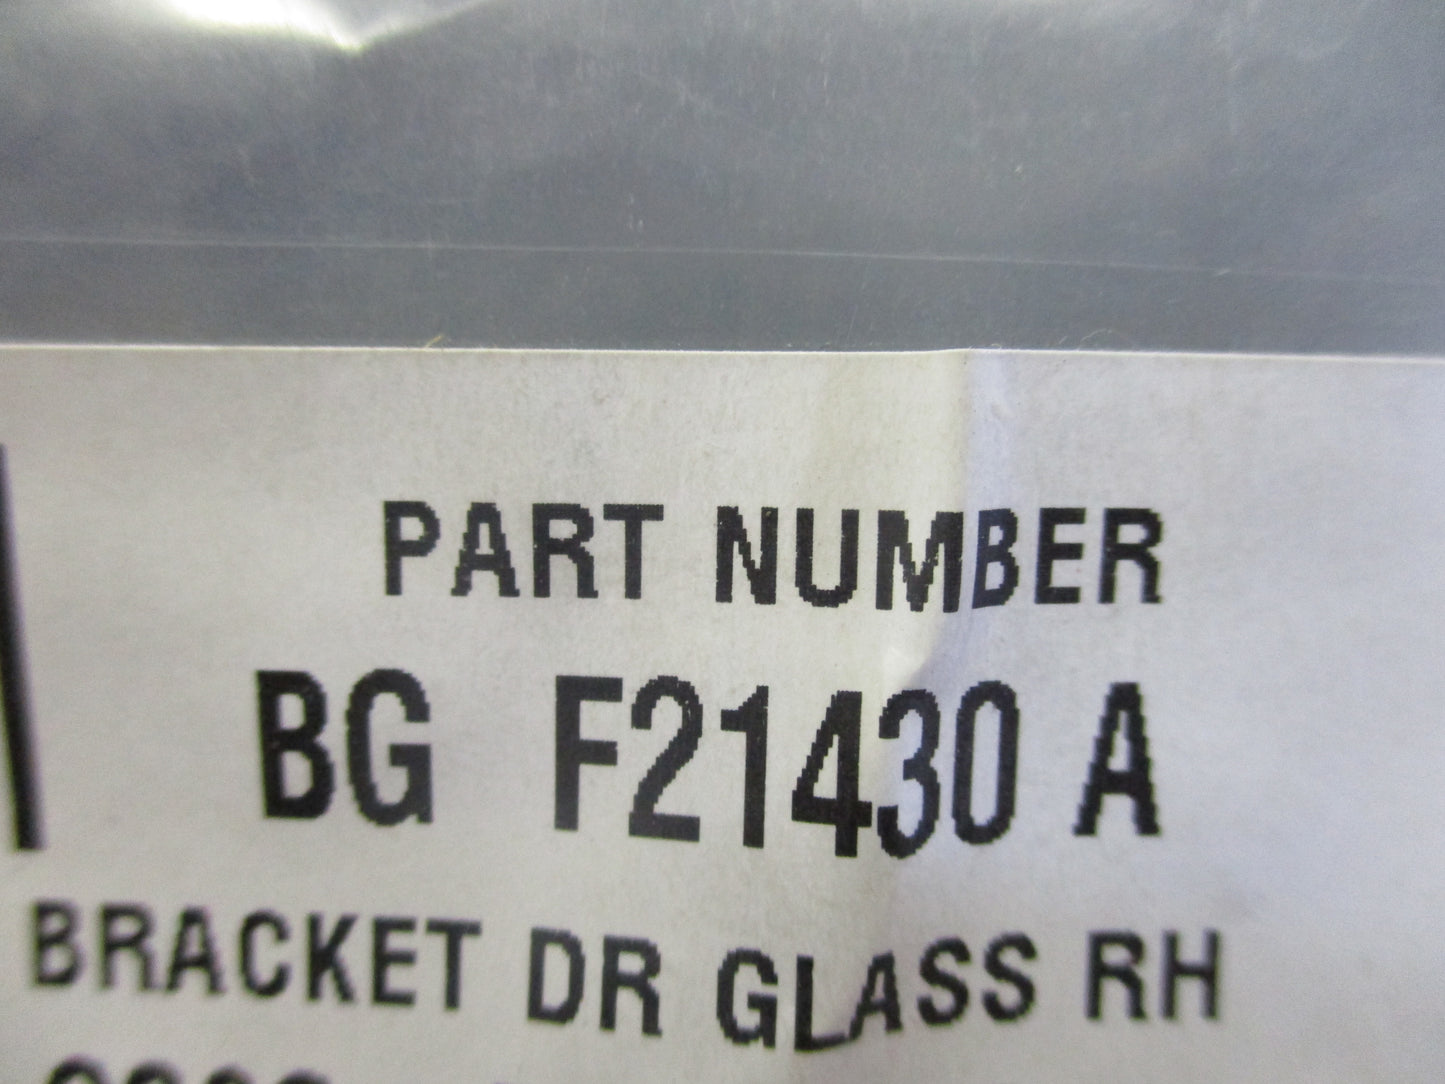 PART NUMBER
BG F21430 A
BRACKET DR GLASS RH